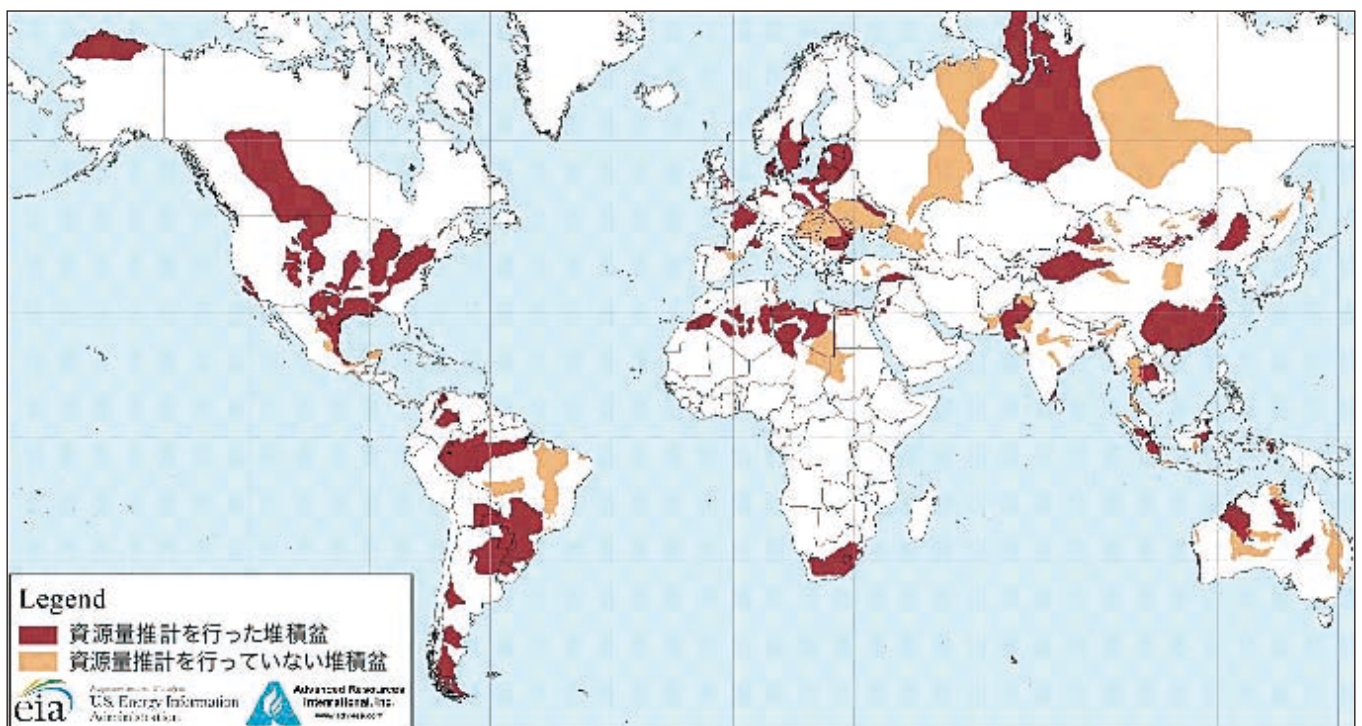 Legend
資源量推計を行った堆積盆
資源量推計を行っていない堆積盆
eia
U.S. Energy Information
Administration
Advanced Resources
International, Inc.